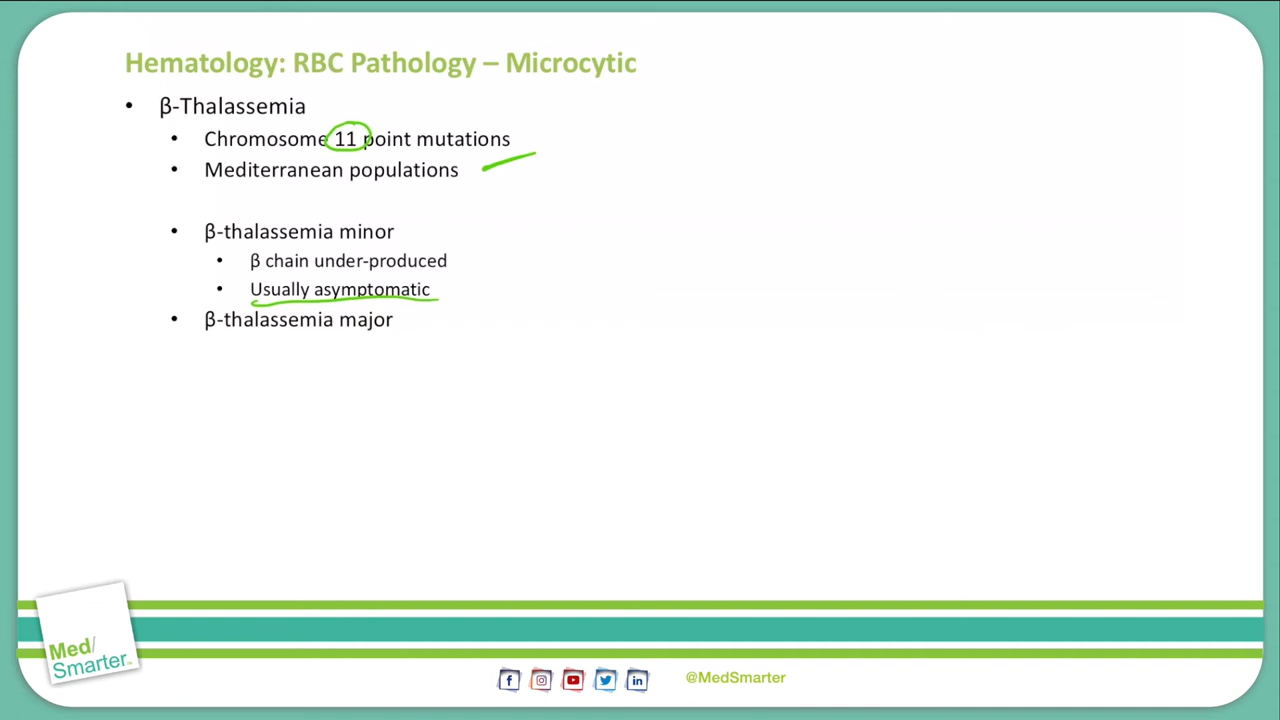 Hematology: RBC Pathology – Microcytic
• β-Thalassemia
• Chromosome 11 point mutations
• Mediterranean populations
• β-thalassemia minor
• β chain under-produced
• Usually asymptomatic
• β-thalassemia major
Med/
Smarter
@MedSmarter